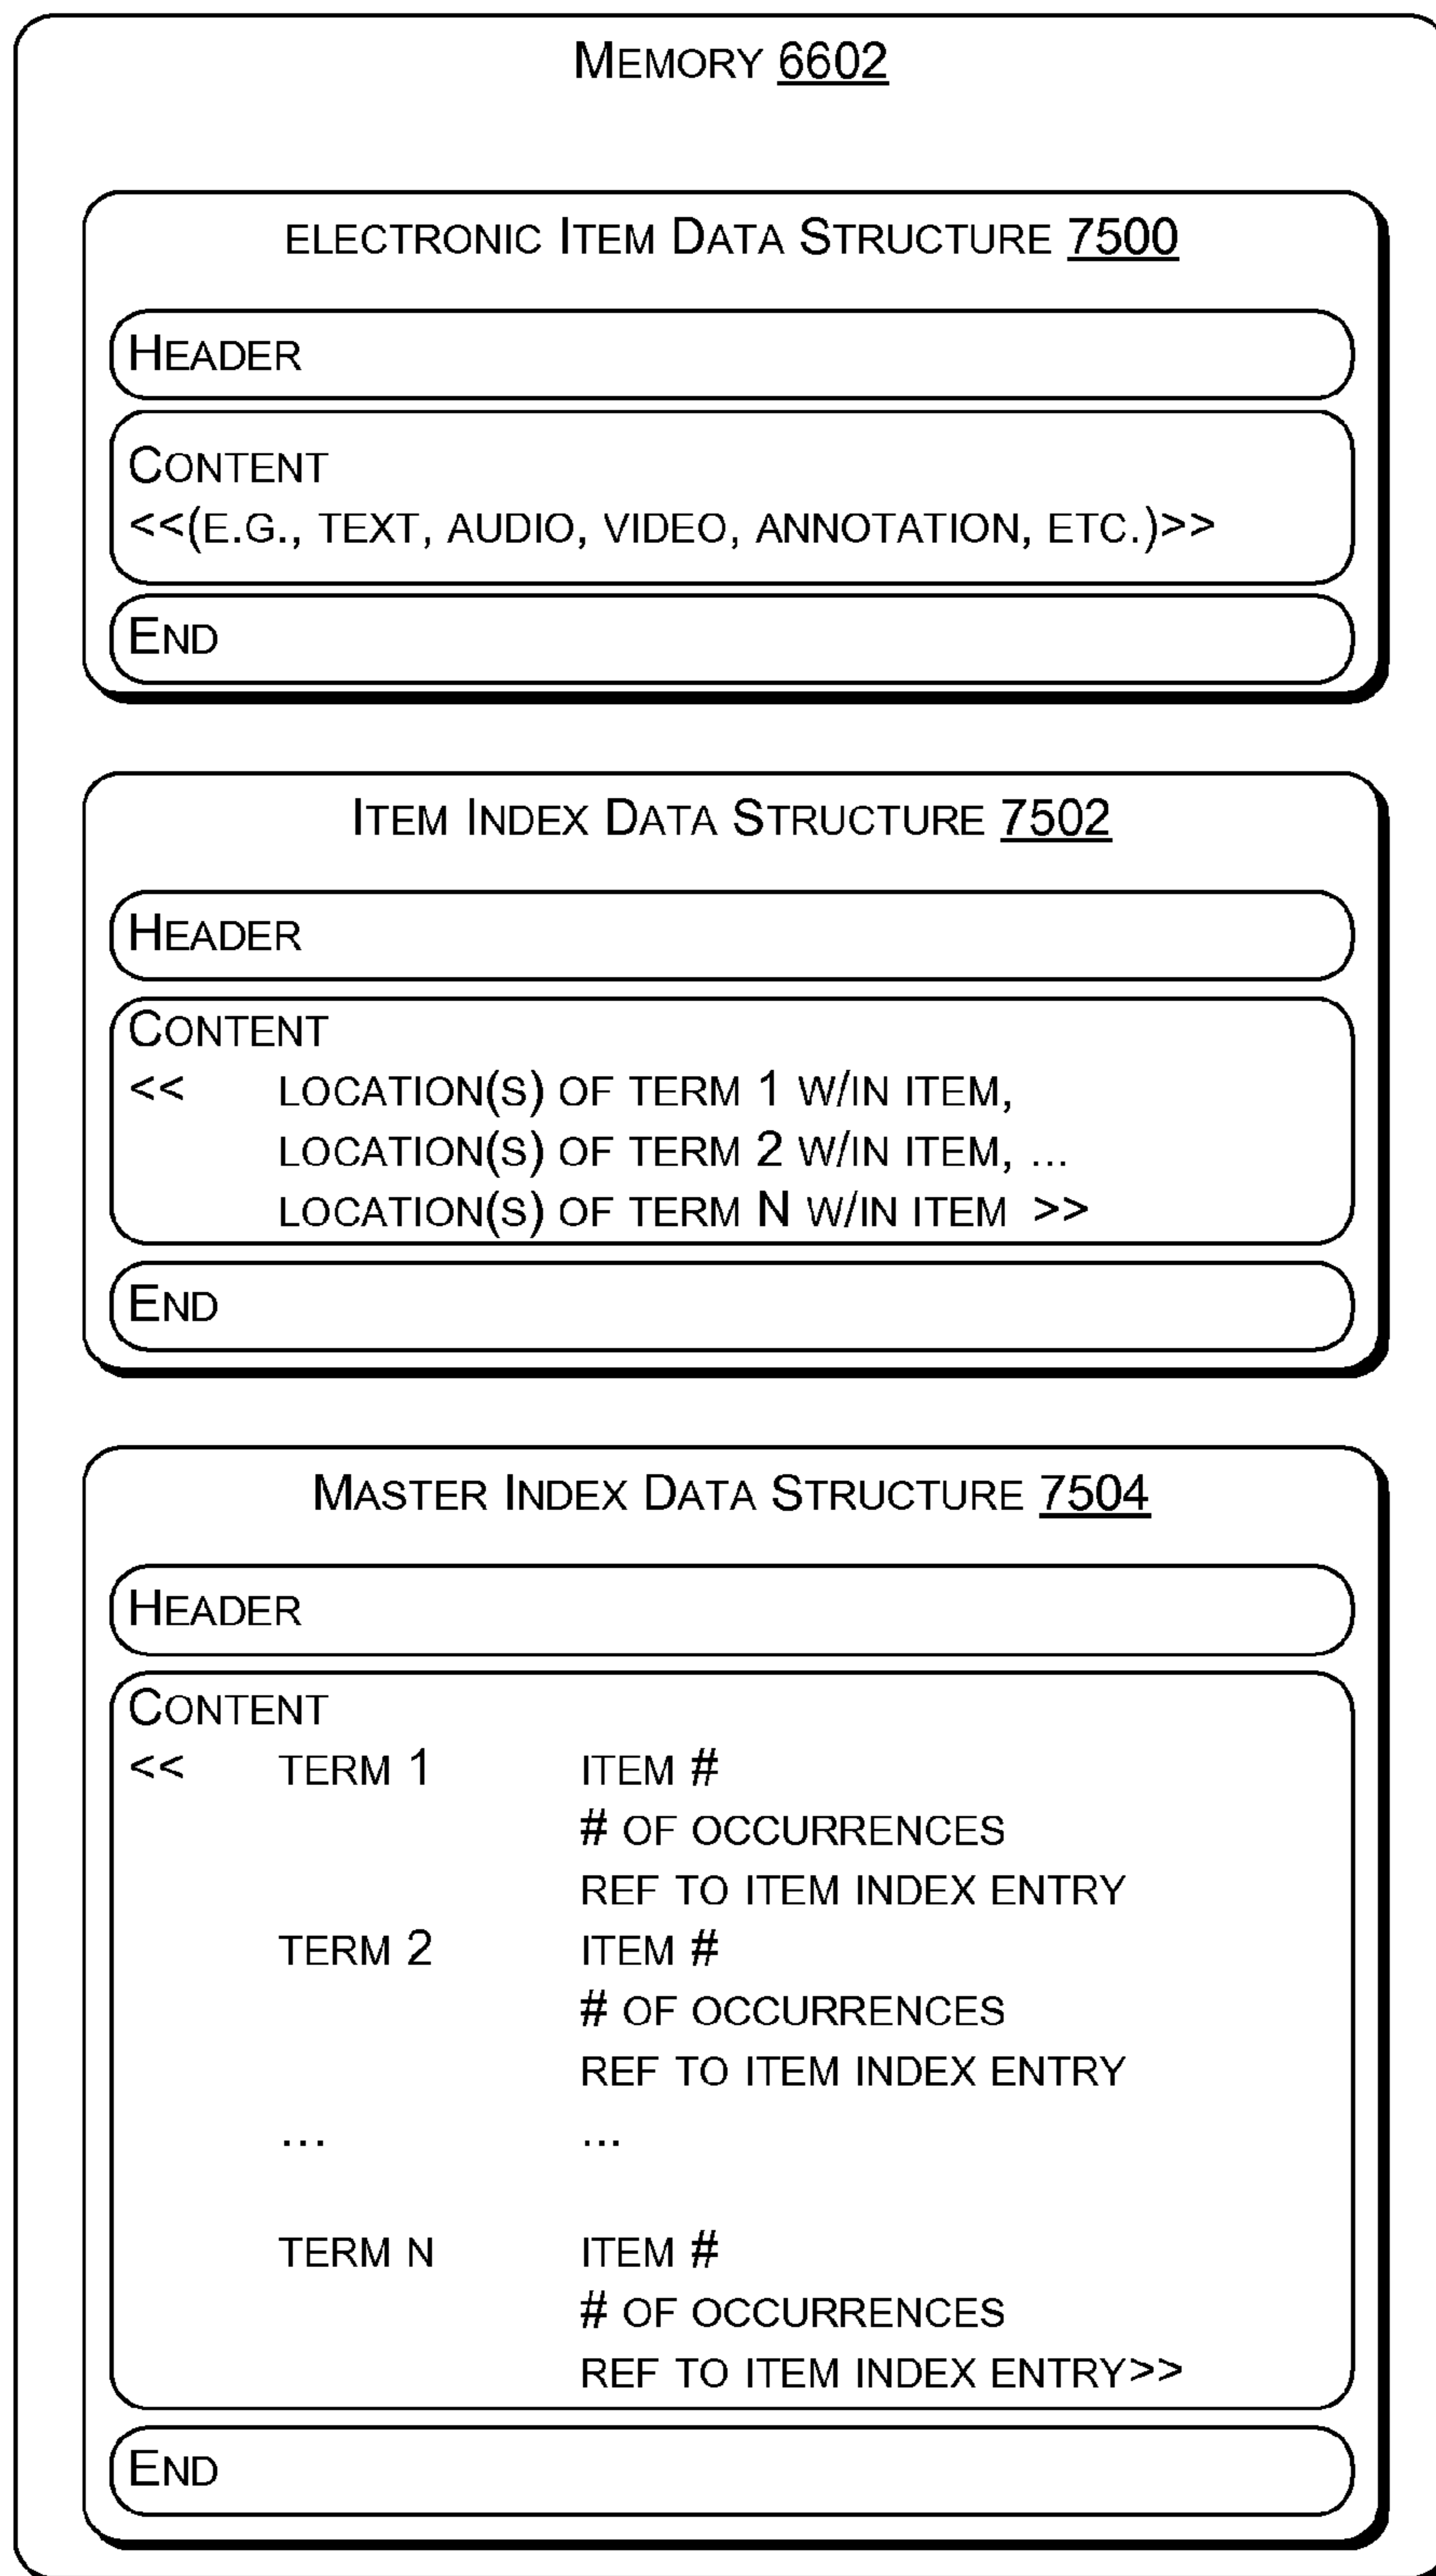 MEMORY 6602
ELECTRONIC ITEM DATA STRUCTURE 7500
HEADER
CONTENT
<<(E.G., TEXT, AUDIO, VIDEO, ANNOTATION, ETC.)>>
END
ITEM INDEX DATA STRUCTURE 7502
HEADER
CONTENT
<< LOCATION(S) OF TERM 1 W/IN ITEM,
LOCATION(S) OF TERM 2 W/IN ITEM, ...
LOCATION(S) OF TERM N W/IN ITEM >>
END
MASTER INDEX DATA STRUCTURE 7504
HEADER
CONTENT
<< TERM 1 ITEM #
# OF OCCURRENCES
REF TO ITEM INDEX ENTRY
TERM 2 ITEM #
# OF OCCURRENCES
REF TO ITEM INDEX ENTRY
... ...
TERM N ITEM #
# OF OCCURRENCES
REF TO ITEM INDEX ENTRY>>
END